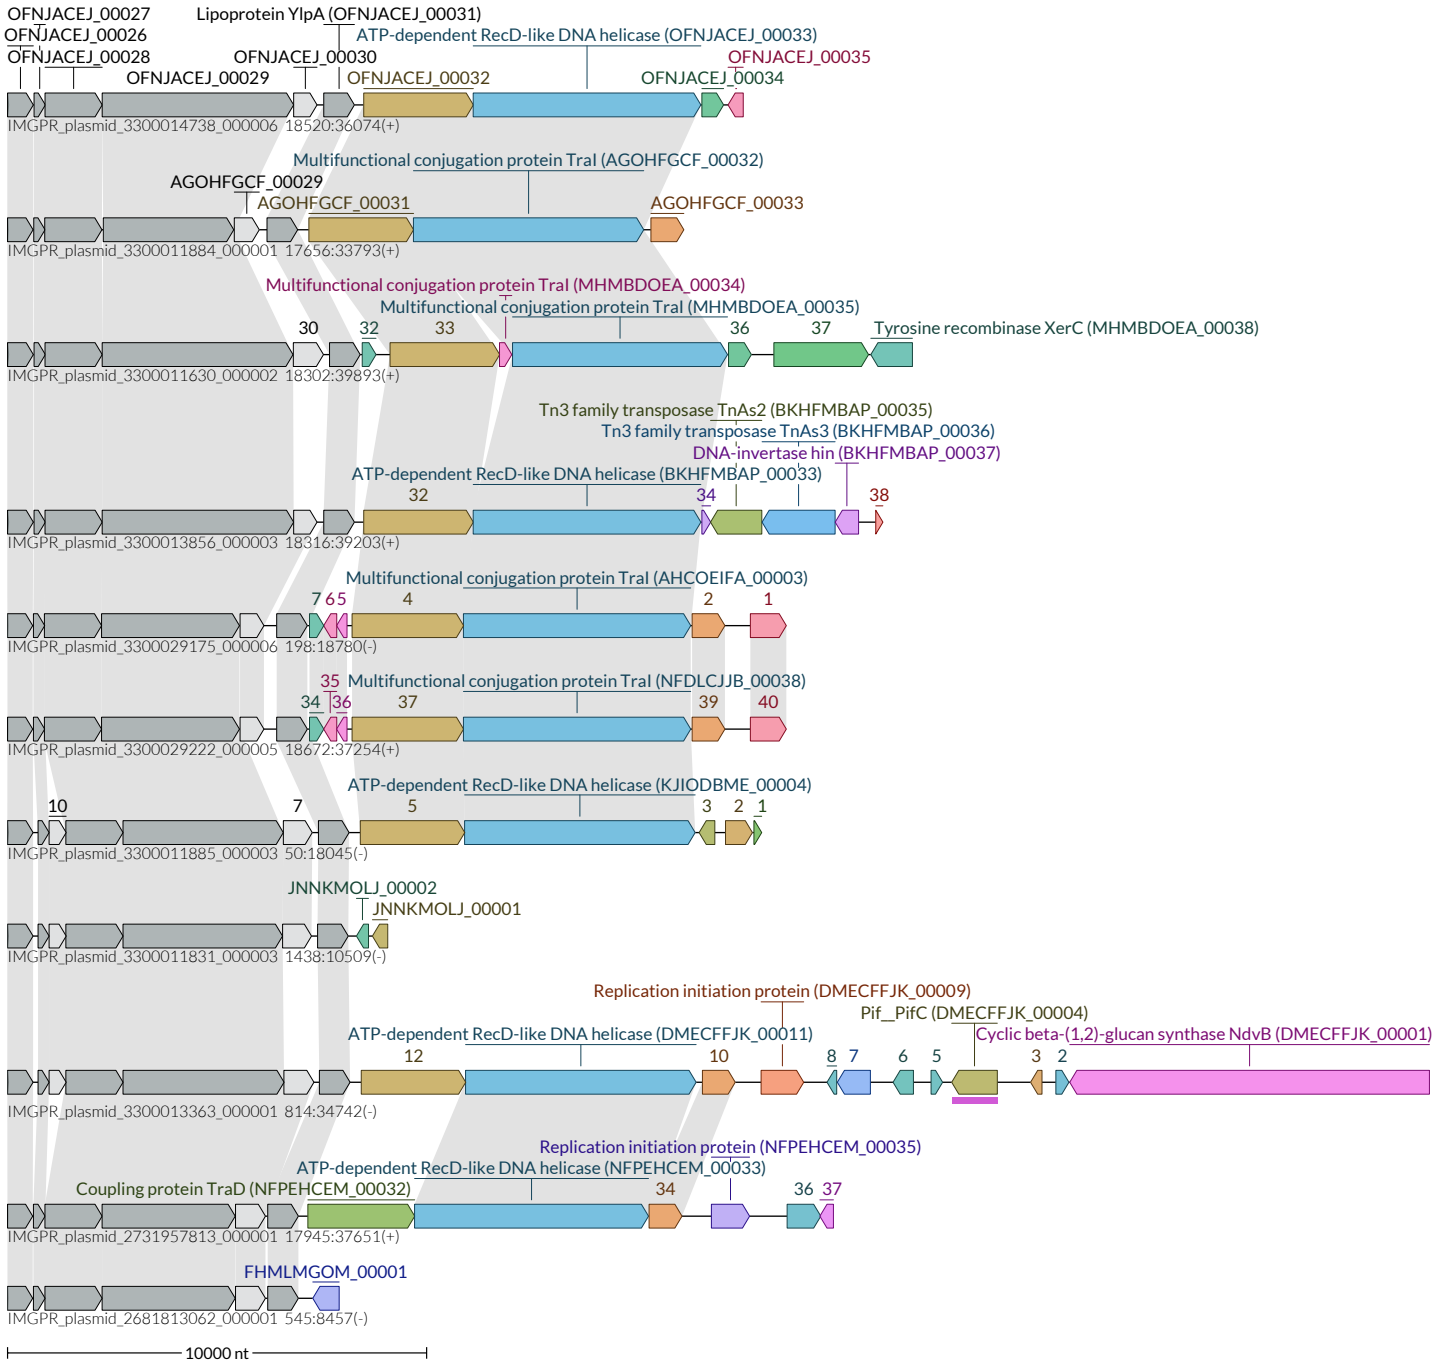 OFNJACEJ_00027
Lipoprotein YlpA (OFNJACEJ_00031)
OFNJACEJ_00026
ATP-dependent RecD-like DNA helicase (OFNJACEJ_00033)
OFNJACEJ_00028
OFNJACEJ_00030
OFNJACEJ_00035
OFNJACEJ_00029
OFNJACEJ_00032
OFNJACEJ_00034
IMGPR_plasmid_3300014738_000006 18520:36074(+)
Multifunctional conjugation protein TraI (AGOHFGCF_00032)
AGOHFGCF_00029
AGOHFGCF_00031
AGOHFGCF_00033
IMGPR_plasmid_3300011884_000001 17656:33793(+)
Multifunctional conjugation protein TraI (MHMBDOEA_00034)
Multifunctional conjugation protein TraI (MHMBDOEA_00035)
30 32 33 36 37 Tyrosine recombinase XerC (MHMBDOEA_00038)
IMGPR_plasmid_3300011630_000002 18302:39893(+)
Tn3 family transposase TnAs2 (BKHFMBAP_00035)
Tn3 family transposase TnAs3 (BKHFMBAP_00036)
DNA-invertase hin (BKHFMBAP_00037)
ATP-dependent RecD-like DNA helicase (BKHFMBAP_00033)
32 34 38
IMGPR_plasmid_3300013856_000003 18316:39203(+)
Multifunctional conjugation protein TraI (AHCOEIFA_00003)
7 6 5 4 2 1
IMGPR_plasmid_3300029175_000006 198:18780(-)
35 Multifunctional conjugation protein TraI (NFDLCJJB_00038)
34 36 37 39 40
IMGPR_plasmid_3300029222_000005 18672:37254(+)
ATP-dependent RecD-like DNA helicase (KJIODBME_00004)
10 7 5 3 2 1
IMGPR_plasmid_3300011885_000003 50:18045(-)
JNNKMOLJ_00002
JNNKMOLJ_00001
IMGPR_plasmid_3300011831_000003 1438:10509(-)
Replication initiation protein (DMECFFJK_00009)
Pif__PifC (DMECFFJK_00004)
ATP-dependent RecD-like DNA helicase (DMECFFJK_00011)
Cyclic beta-(1,2)-glucan synthase NdvB (DMECFFJK_00001)
12 10 8 7 6 5 3 2
IMGPR_plasmid_3300013363_000001 814:34742(-)
Replication initiation protein (NFPEHCEM_00035)
ATP-dependent RecD-like DNA helicase (NFPEHCEM_00033)
Coupling protein TraD (NFPEHCEM_00032)
34 36 37
IMGPR_plasmid_2731957813_000001 17945:37651(+)
FHMLMGOM_00001
IMGPR_plasmid_2681813062_000001 545:8457(-)
10000 nt